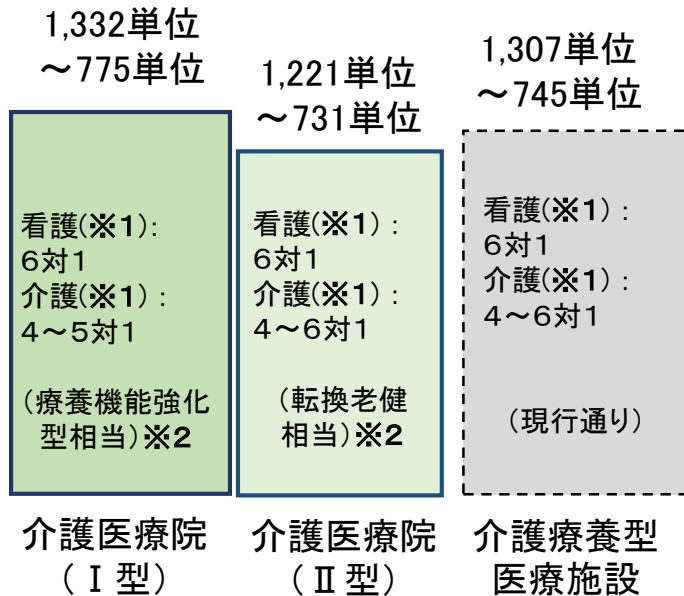 1,332単位
～775単位
看護(※1):
6対1
介護(※1):
4～5対1
（療養機能強化
型相当）※2
介護医療院
（Ⅰ型）
1,221単位
～731単位
看護(※1):
6対1
介護(※1):
4～6対1
（転換老健
相当）※2
介護医療院
（Ⅱ型）
1,307単位
～745単位
看護(※1):
6対1
介護(※1):
4～6対1
（現行通り）
介護療養型
医療施設